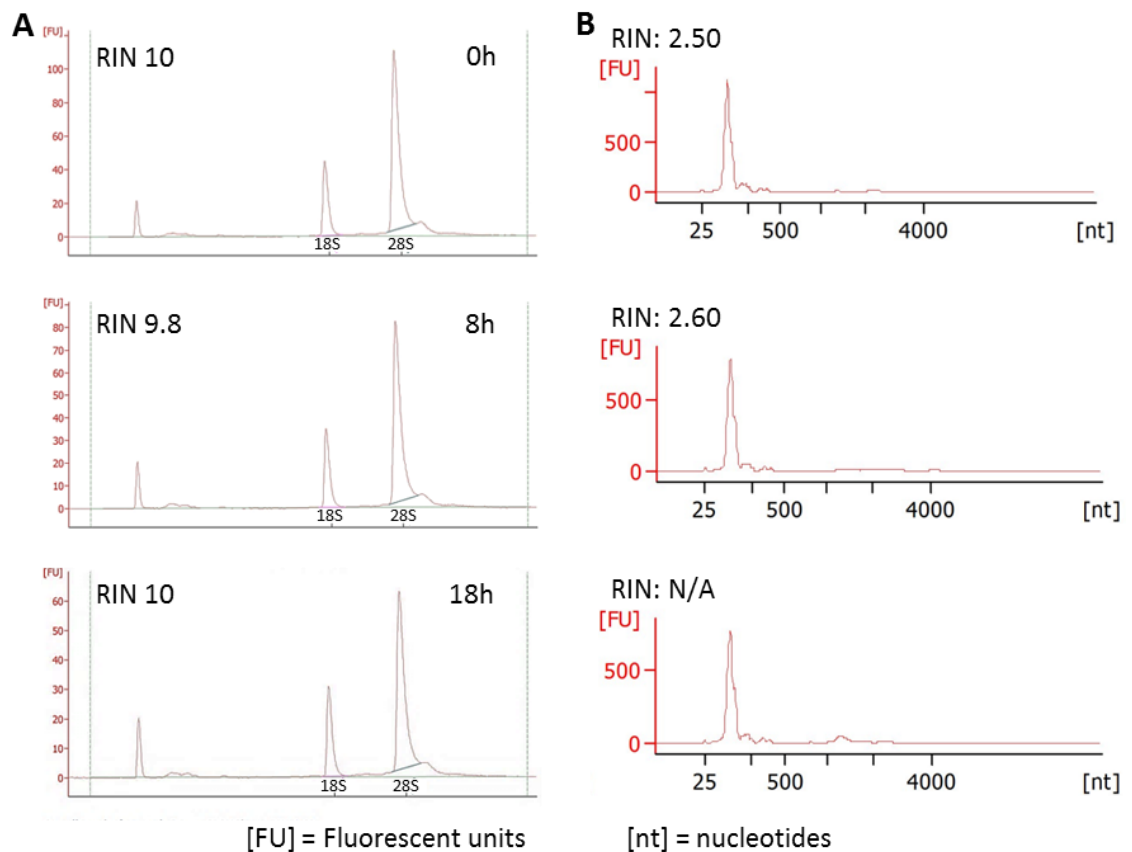 A
[FU]
RIN 10
0h
100
80
60
40
20
0
18S
28S
[FU]
RIN 9.8
8h
80
70
60
50
40
30
20
10
0
18S
28S
[FU]
RIN 10
18h
60
50
40
30
20
10
0
18S
28S
B
RIN: 2.50
[FU]
500
0
25 500 4000 [nt]
RIN: 2.60
[FU]
500
0
25 500 4000 [nt]
RIN: N/A
[FU]
500
0
25 500 4000 [nt]
[FU] = Fluorescent units [nt] = nucleotides